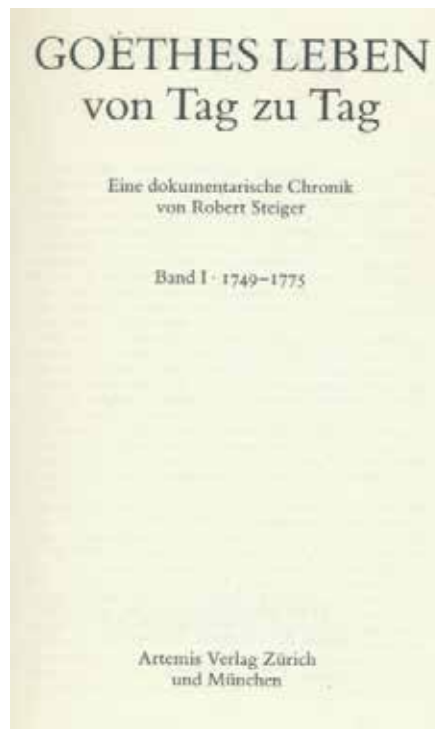 GOETHES LEBEN
von Tag zu Tag
Eine dokumentarische Chronik
von Robert Steiger
Band I · 1749–1775
Artemis Verlag Zürich
und München